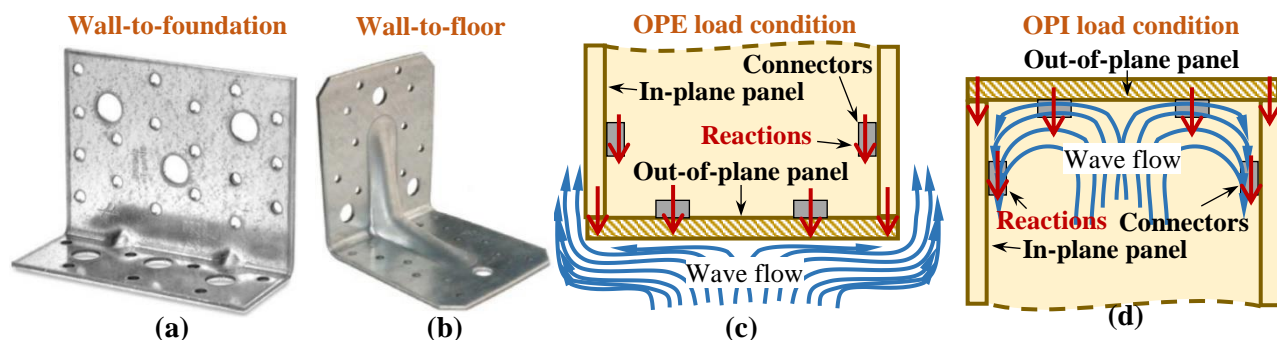 Wall-to-foundation
(a)
Wall-to-floor
(b)
OPE load condition
Connectors
In-plane panel
Reactions
Out-of-plane panel
Wave flow
(c)
OPI load condition
Out-of-plane panel
Wave flow
Reactions
Connectors
In-plane panel
(d)